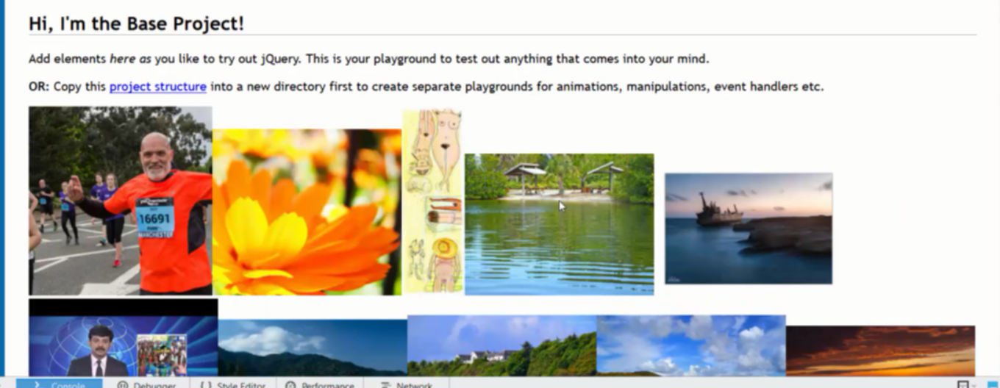 Hi, I'm the Base Project!
Add elements here as you like to try out jQuery. This is your playground to test out anything that comes into your mind.
OR: Copy this project structure into a new directory first to create separate playgrounds for animations, manipulations, event handlers etc.
16691
MANCHESTER
Console Debugger { } Style Editor Performance Network